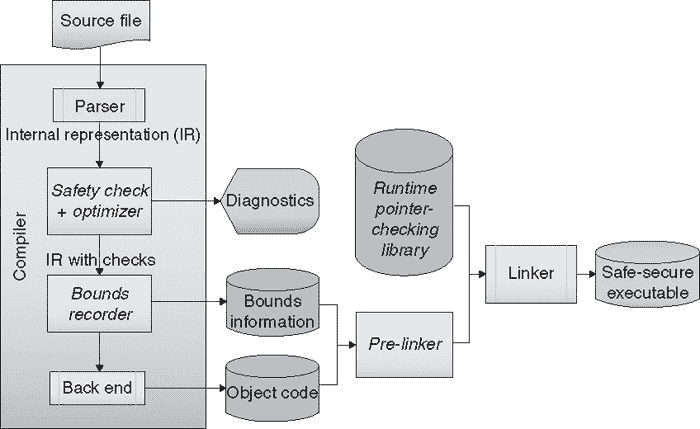 Source file
Compiler
Parser
Internal representation (IR)
Safety check
+ optimizer
Diagnostics
IR with checks
Bounds
recorder
Bounds
information
Back end
Object code
Runtime
pointer-
checking
library
Pre-linker
Linker
Safe-secure
executable